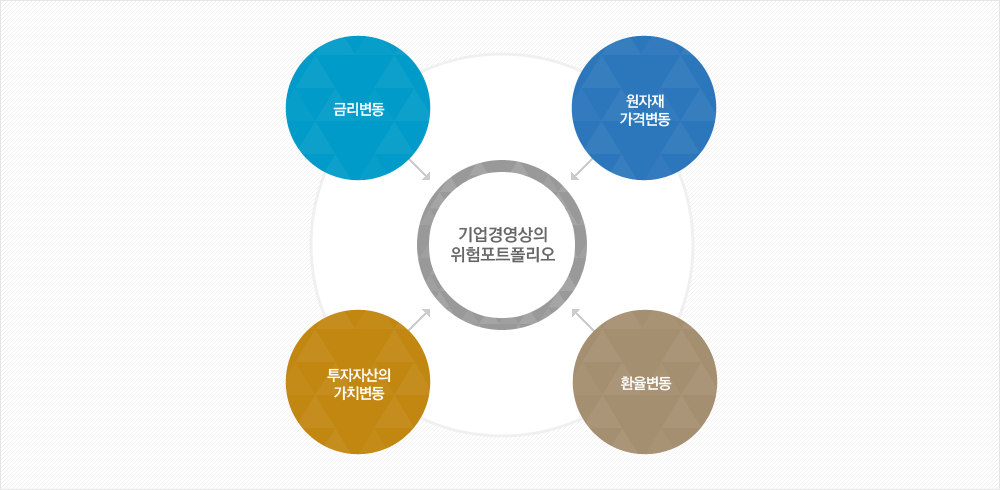 금리변동
원자재
가격변동
기업경영상의
위험포트폴리오
투자자산의
가치변동
환율변동